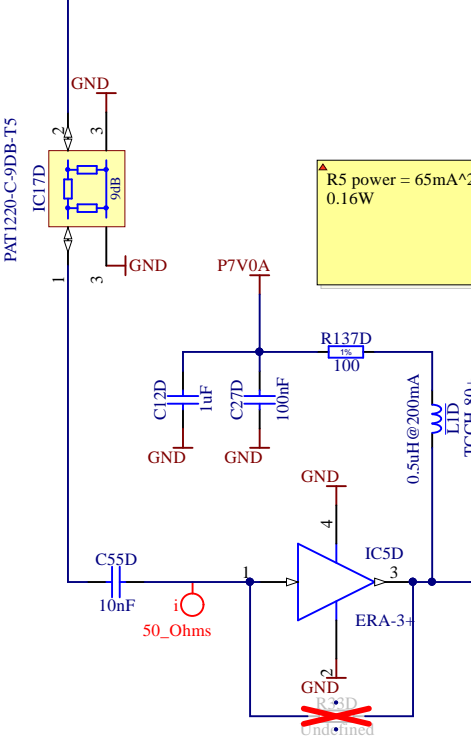 GND
2
3
PAT1220-C-9DB-T5
IC17D
9dB
R5 power = 65mA^2
0.16W
1
3
GND
P7V0A
R137D
1%
100
C12D
1uF
C27D
100nF
0.5uH@200mA
L1D
GND
GND
GND
4
C55D
10nF
1
IC5D
3
i
50_Ohms
ERA-3+
2
GND
R33D
Undefined